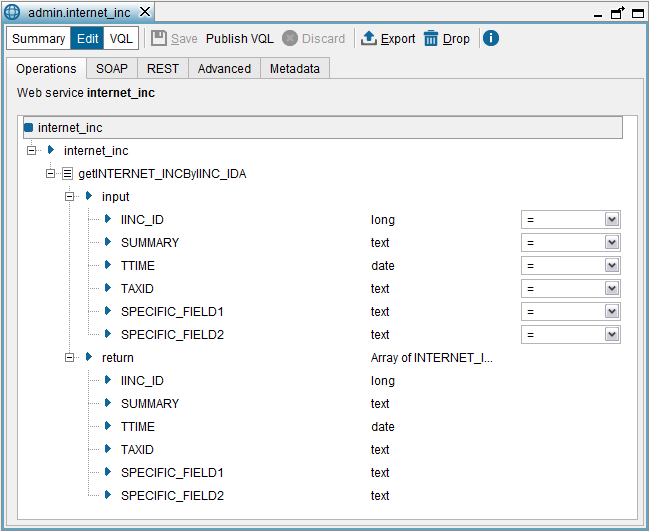 admin.internet_inc
Summary Edit VQL Save Publish VQL Discard Export Drop
Operations SOAP REST Advanced Metadata
Web service internet_inc
internet_inc
internet_inc
getINTERNET_INCByIINC_IDA
input
IINC_ID long =
SUMMARY text =
TTIME date =
TAXID text =
SPECIFIC_FIELD1 text =
SPECIFIC_FIELD2 text =
return Array of INTERNET_I...
IINC_ID long
SUMMARY text
TTIME date
TAXID text
SPECIFIC_FIELD1 text
SPECIFIC_FIELD2 text